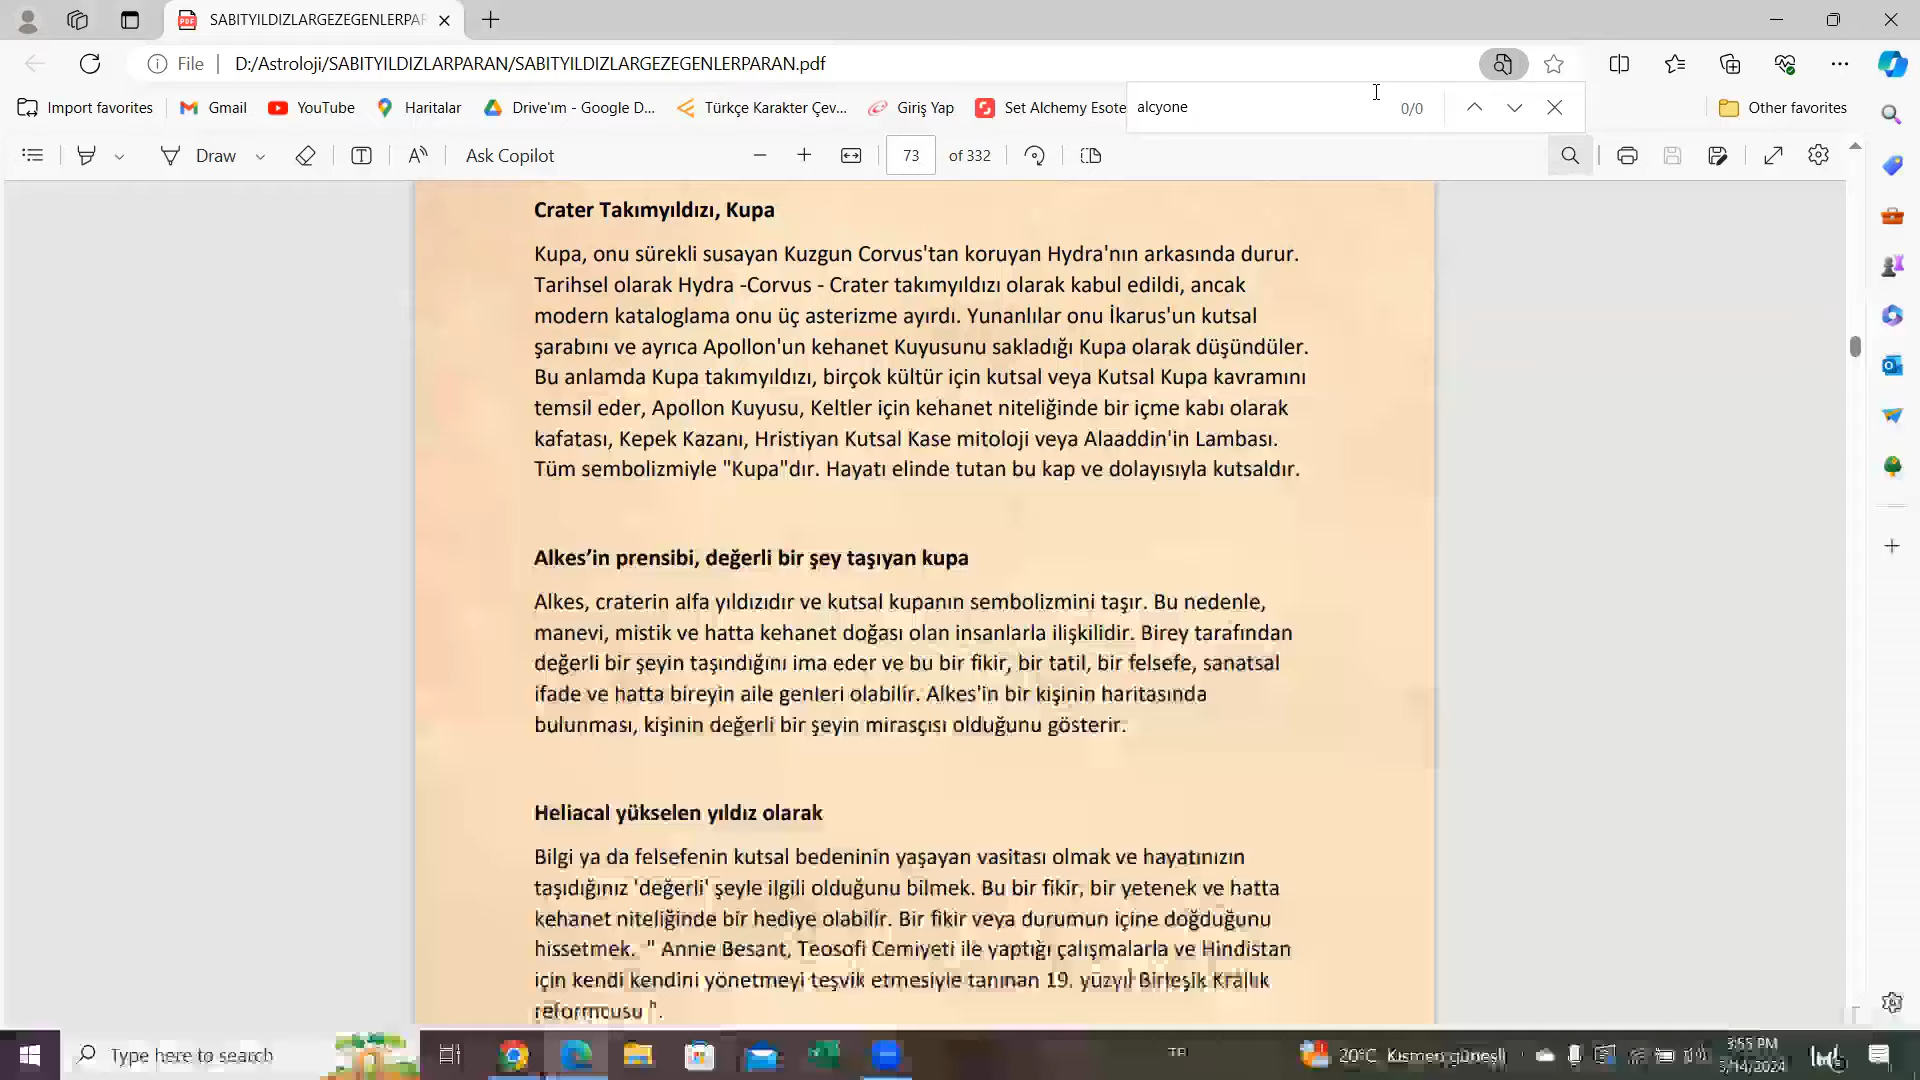 SABITYILDIZLARGEZEGENLERPAR
File
D:/Astroloji/SABITYILDIZLARPARAN/SABITYILDIZLARGEZEGENLERPARAN.pdf
Import favorites
Gmail
YouTube
Haritalar
Drive'ım - Google D...
Türkçe Karakter Çev...
Giriş Yap
Set Alchemy Esote
alcyone
0/0
Other favorites
Draw
Ask Copilot
73
of 332
Crater Takımyıldızı, Kupa
Kupa, onu sürekli susayan Kuzgun Corvus'tan koruyan Hydra'nın arkasında durur.
Tarihsel olarak Hydra -Corvus - Crater takımyıldızı olarak kabul edildi, ancak
modern kataloglama onu üç asterizme ayırdı. Yunanlılar onu İkarus'un kutsal
şarabını ve ayrıca Apollon'un kehanet Kuyusunu sakladığı Kupa olarak düşündüler.
Bu anlamda Kupa takımyıldızı, birçok kültür için kutsal veya Kutsal Kupa kavramını
temsil eder, Apollon Kuyusu, Keltler için kehanet niteliğinde bir içme kabı olarak
kafatası, Kepek Kazanı, Hristiyan Kutsal Kase mitoloji veya Alaaddin'in Lambası.
Tüm sembolizmiyle "Kupa"dır. Hayatı elinde tutan bu kap ve dolayısıyla kutsaldır.
Alkes’in prensibi, değerli bir şey taşıyan kupa
Alkes, craterin alfa yıldızıdır ve kutsal kupanın sembolizmini taşır. Bu nedenle,
manevi, mistik ve hatta kehanet doğası olan insanlarla ilişkilidir. Birey tarafından
değerli bir şeyin taşındığını ima eder ve bu bir fikir, bir tatil, bir felsefe, sanatsal
ifade ve hatta bireyin aile genleri olabilir. Alkes'in bir kişinin haritasında
bulunması, kişinin değerli bir şeyin mirasçısı olduğunu gösterir.
Heliacal yükselen yıldız olarak
Bilgi ya da felsefenin kutsal bedeninin yaşayan vasitası olmak ve hayatınızın
taşıdığınız 'değerli' şeyle ilgili olduğunu bilmek. Bu bir fikir, bir yetenek ve hatta
kehanet niteliğinde bir hediye olabilir. Bir fikir veya durumun içine doğduğunu
hissetmek. " Annie Besant, Teosofi Cemiyeti ile yaptığı çalışmalarla ve Hindistan
için kendi kendini yönetmeyi teşvik etmesiyle tanınan 19. yüzyıl Birleşik Krallık
reformcusu ".
Type here to search
20°C Kısmen güneşli
3:55 PM
5/14/2024